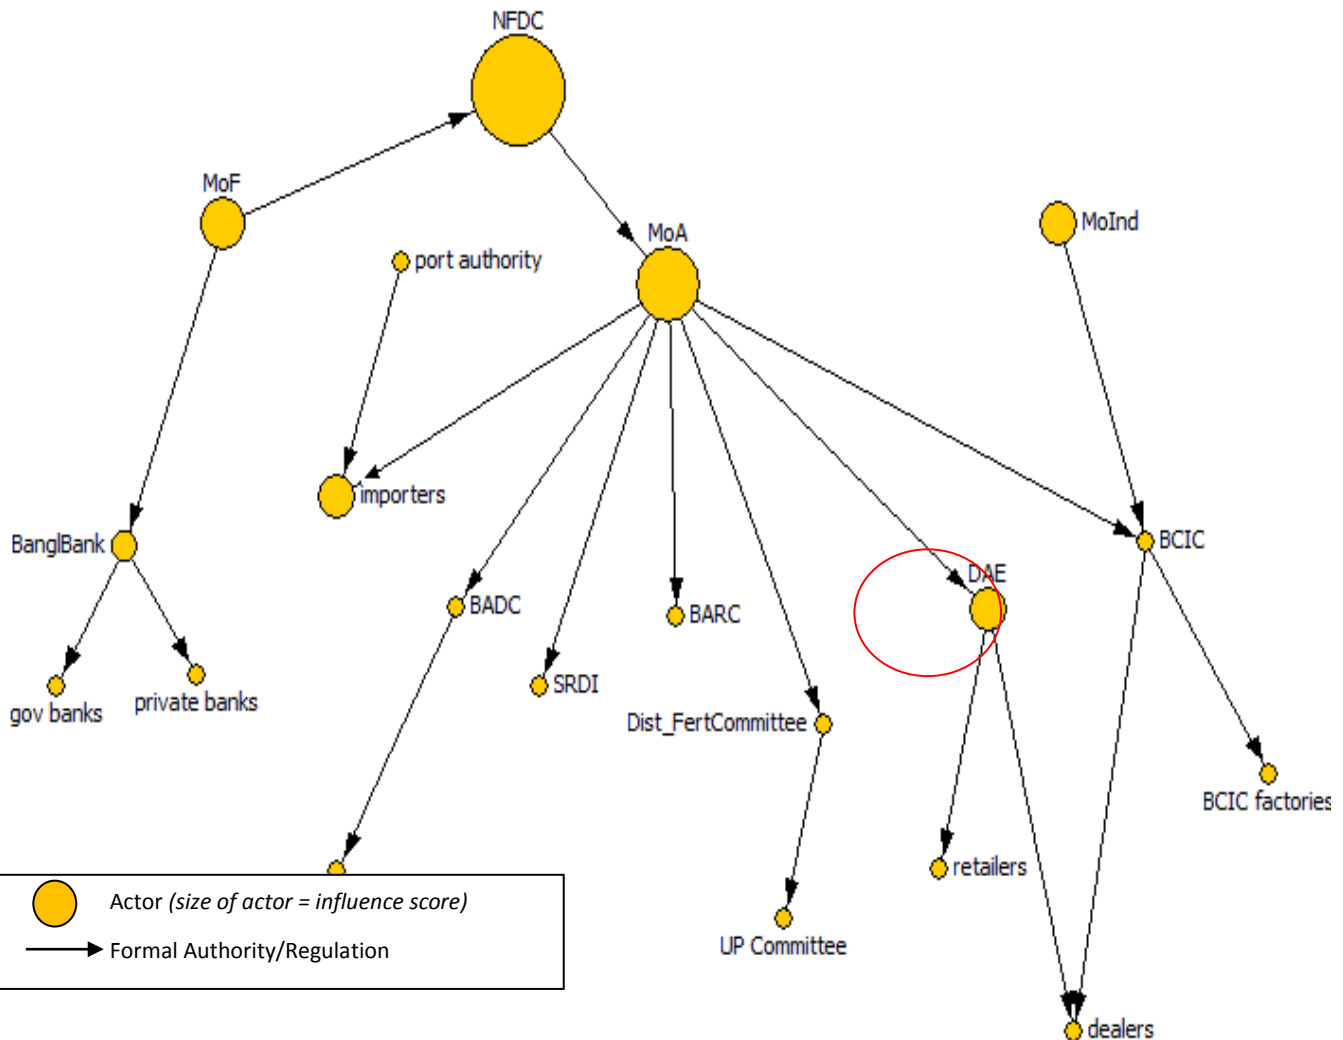 NFDC
MoF
MoInd
MoA
port authority
importers
BanglBank
BCIC
DAE
BADC
BARC
SRDI
gov banks
private banks
Dist_FertCommittee
BCIC factories
retailers
UP Committee
dealers
Actor (size of actor = influence score)
Formal Authority/Regulation